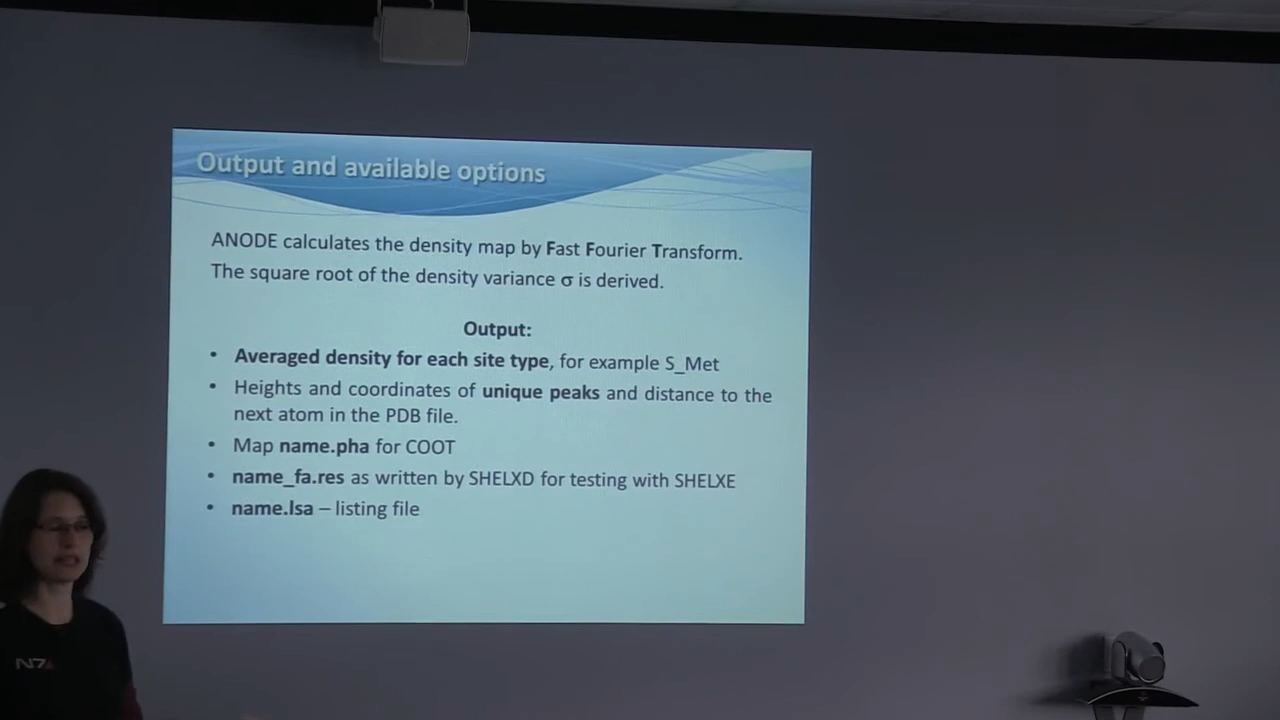 Output and available options
ANODE calculates the density map by Fast Fourier Transform.
The square root of the density variance σ is derived.
Output:
• Averaged density for each site type, for example S_Met
• Heights and coordinates of unique peaks and distance to the
next atom in the PDB file.
• Map name.pha for COOT
• name_fa.res as written by SHELXD for testing with SHELXE
• name.lsa – listing file
N7